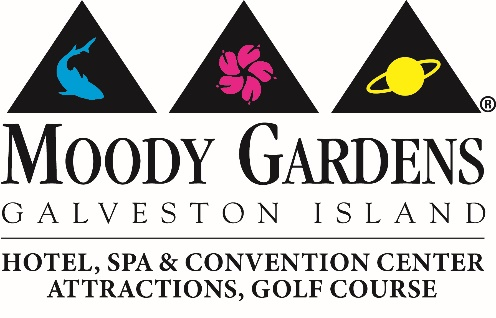 ®
MOODY GARDENS
GALVESTON ISLAND
HOTEL, SPA & CONVENTION CENTER
ATTRACTIONS, GOLF COURSE